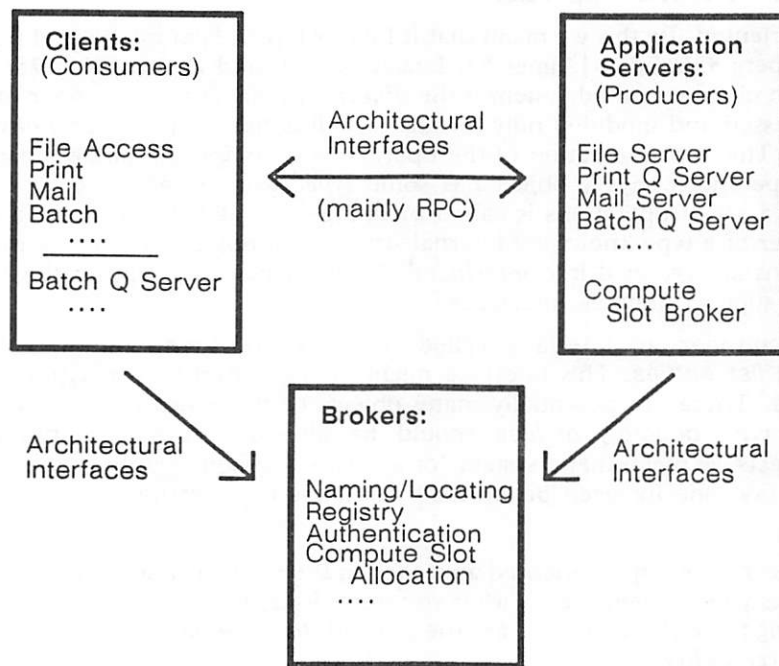 Clients:
(Consumers)
File Access
Print
Mail
Batch
....
Batch Q Server
....
Architectural
Interfaces
(mainly RPC)
Application
Servers:
(Producers)
File Server
Print Q Server
Mail Server
Batch Q Server
....
Compute
Slot Broker
Architectural
Interfaces
Brokers:
Naming/Locating
Registry
Authentication
Compute Slot
Allocation
....
Architectural
Interfaces